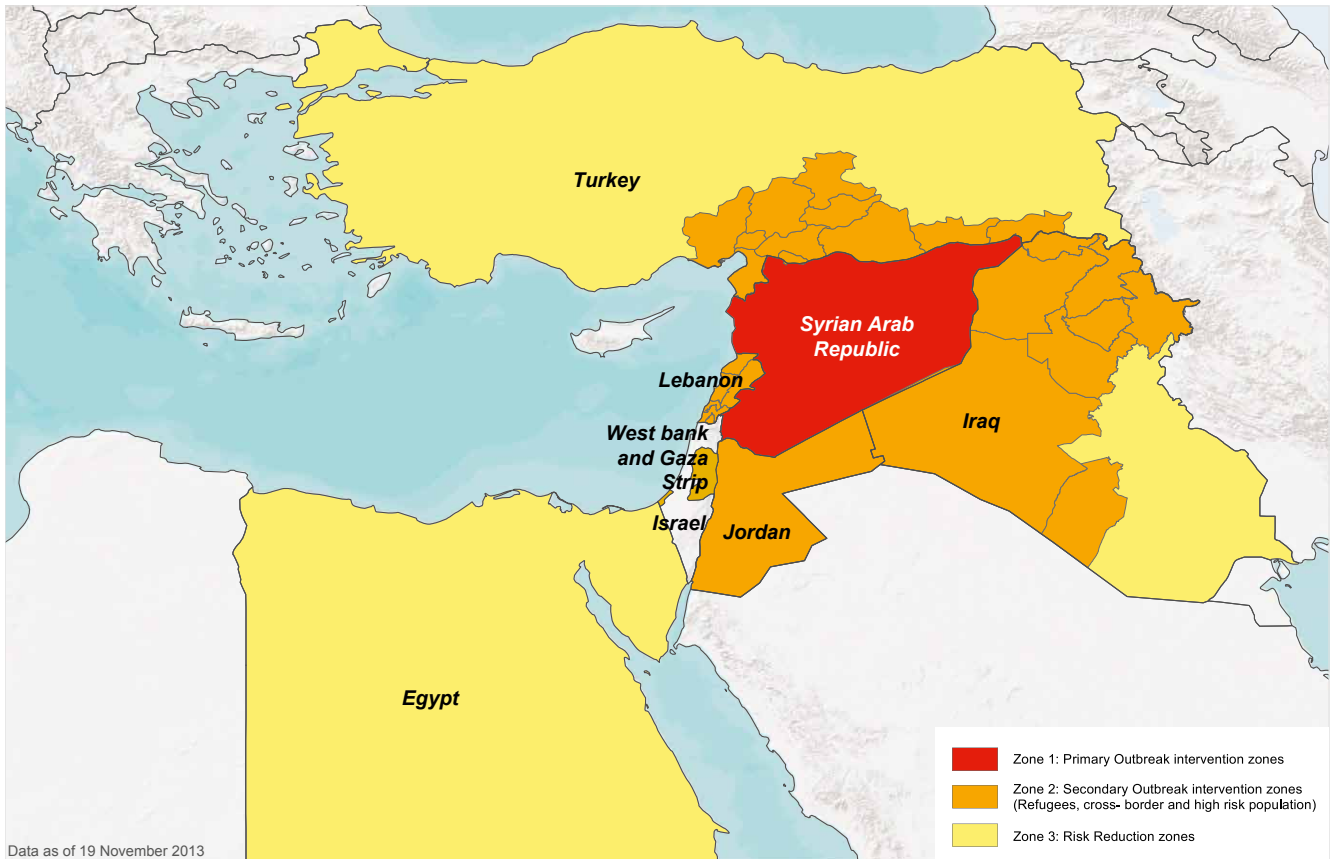 Turkey
Syrian Arab
Republic
Lebanon
West bank
and Gaza
Strip
Iraq
Israel
Jordan
Egypt
Zone 1: Primary Outbreak intervention zones
Zone 2: Secondary Outbreak intervention zones
(Refugees, cross- border and high risk population)
Zone 3: Risk Reduction zones
Data as of 19 November 2013